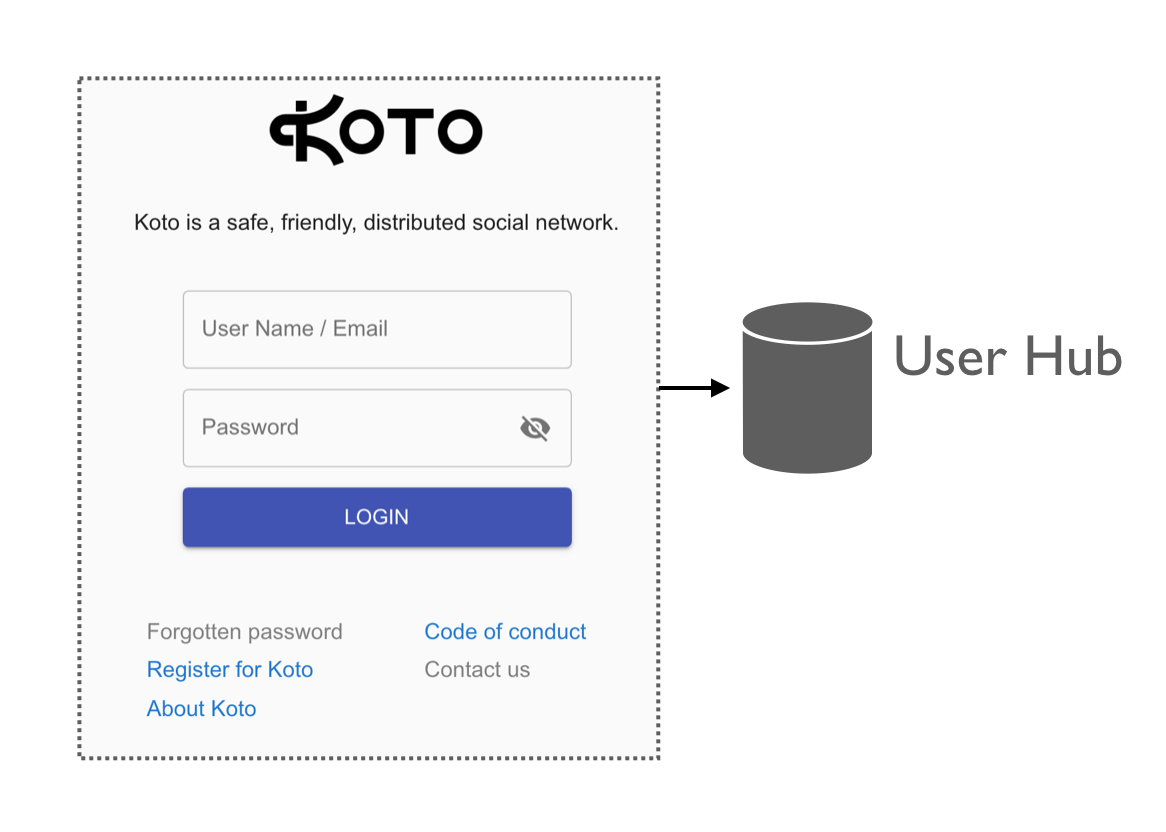 KOTO
Koto is a safe, friendly, distributed social network.
User Name / Email
Password
LOGIN
Forgotten password
Code of conduct
Register for Koto
Contact us
About Koto
User Hub